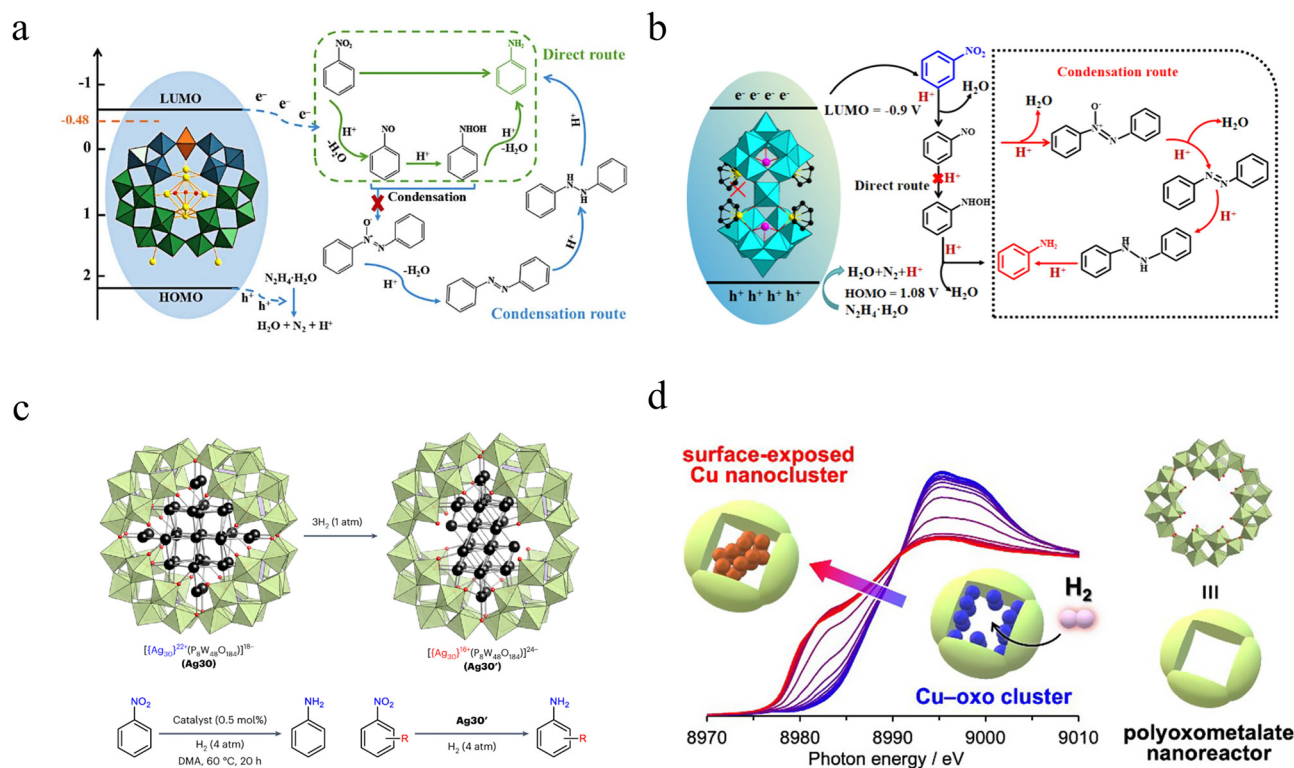 a
-1
-0.48
0
1
2
LUMO
HOMO
e-
e-
e-
h+
h+
N2H4·H2O
H2O + N2 + H+
NO2
NH2
Direct route
H+
-H2O
NO
H+
NHOH
H+
-H2O
Condensation
O-
N+
N
-H2O
H+
N
N
Condensation route
H
N
N
H
H+
H+
b
e- e- e- e-
LUMO = -0.9 V
h+ h+ h+ h+
H2O+N2+H+
HOMO = 1.08 V
N2H4·H2O
NO2
H+
H2O
NO
Direct route
H+
NHOH
H+
H2O
Condensation route
H2O
H+
O-
N+
N
H2O
H+
N
N
H+
H
N
N
H
H+
NH2
c
3H2 (1 atm)
[{Ag30}22+(P8W48O184)]18-
(Ag30)
[{Ag30}16+(P8W48O184)]24-
(Ag30′)
NO2
Catalyst (0.5 mol%)
H2 (4 atm)
DMA, 60 °C, 20 h
NH2
NO2
R
Ag30′
H2 (4 atm)
NH2
R
d
surface-exposed
Cu nanocluster
H2
Cu–oxo cluster
8970
8980
8990
9000
9010
Photon energy / eV
III
polyoxometalate
nanoreactor